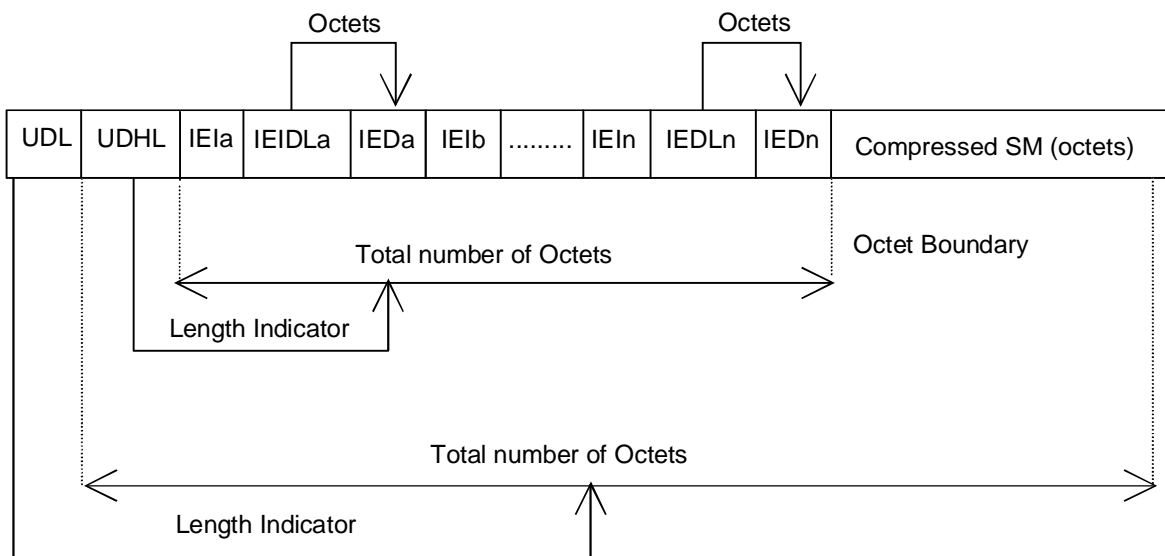 Octets Octets
UDL UDHL IEIa IEIDLa IEDa IEIb ......... IEIn IEDLn IEDn Compressed SM (octets)
Octet Boundary
Total number of Octets
Length Indicator
Total number of Octets
Length Indicator